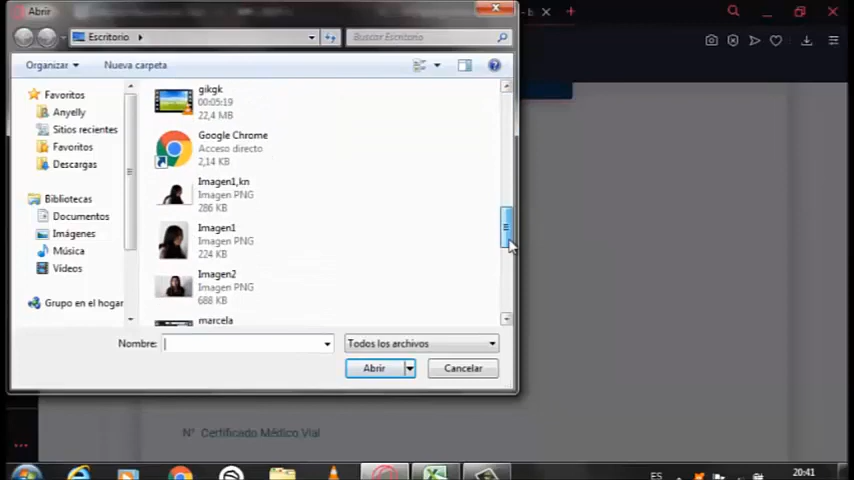 Abrir
Escritorio
Buscar Escritorio
Organizar
Nueva carpeta
Favoritos
Anyelly
Sitios recientes
Favoritos
Descargas
Bibliotecas
Documentos
Imágenes
Música
Vídeos
Grupo en el hogar
gikgk
00:05:19
22,4 MB
Google Chrome
Acceso directo
2,14 KB
Imagen1,kn
Imagen PNG
286 KB
Imagen1
Imagen PNG
224 KB
Imagen2
Imagen PNG
688 KB
marcela
Nombre:
Todos los archivos
Abrir
Cancelar
N° Certificado Médico Vial
ES
20:41